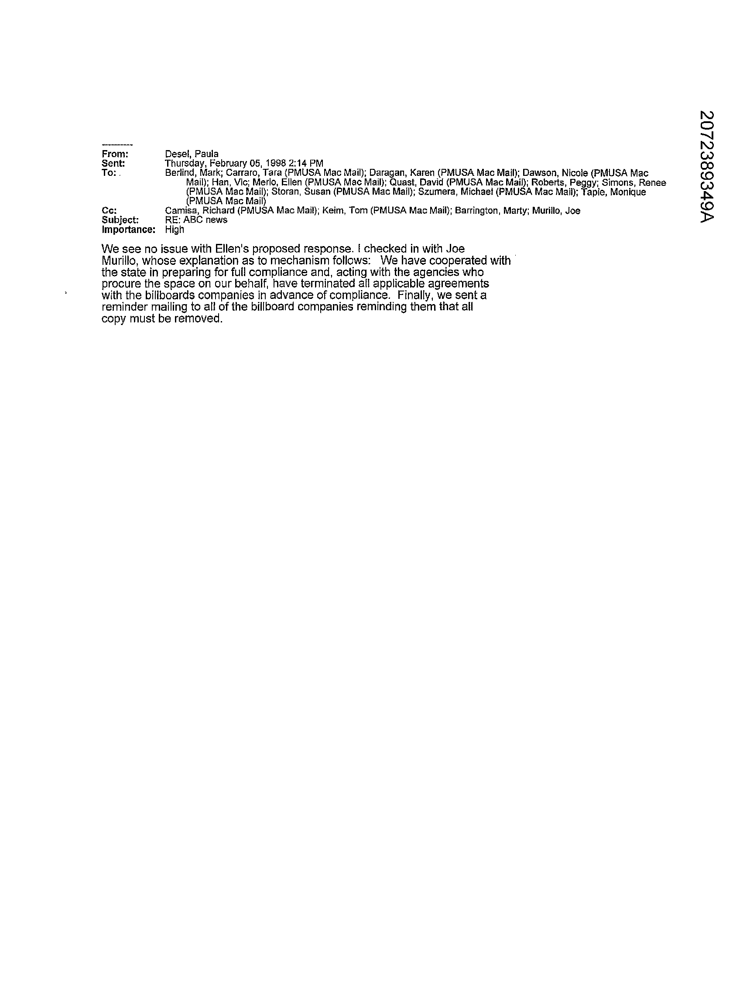 ----------
From: Desel, Paula
Sent: Thursday, February 05, 1998 2:14 PM
To: Berlind, Mark; Carraro, Tara (PMUSA Mac Mail); Daragan, Karen (PMUSA Mac Mail); Dawson, Nicole (PMUSA Mac
Mail); Han, Vic; Merlo, Ellen (PMUSA Mac Mail); Quast, David (PMUSA Mac Mail); Roberts, Peggy; Simons, Renee
(PMUSA Mac Mail); Storan, Susan (PMUSA Mac Mail); Szumera, Michael (PMUSA Mac Mail); Taple, Monique
(PMUSA Mac Mail)
Cc: Camisa, Richard (PMUSA Mac Mail); Keim, Tom (PMUSA Mac Mail); Barrington, Marty; Murillo, Joe
Subject: RE: ABC news
Importance: High
We see no issue with Ellen's proposed response. I checked in with Joe
Murillo, whose explanation as to mechanism follows: We have cooperated with
the state in preparing for full compliance and, acting with the agencies who
procure the space on our behalf, have terminated all applicable agreements
with the billboards companies in advance of compliance. Finally, we sent a
reminder mailing to all of the billboard companies reminding them that all
copy must be removed.
2072389349A